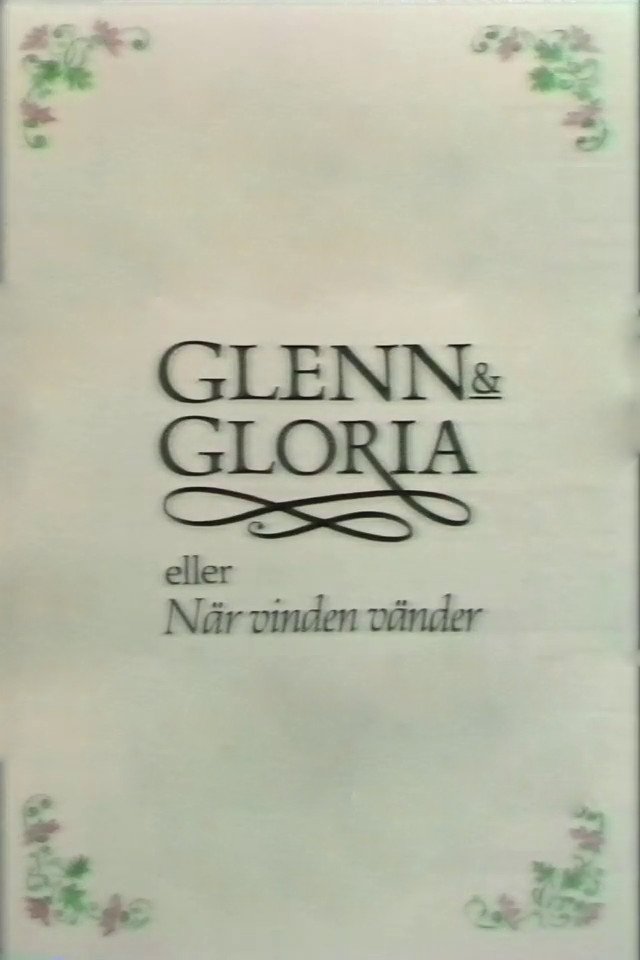 GLENN &
GLORIA
eller
När vinden vänder